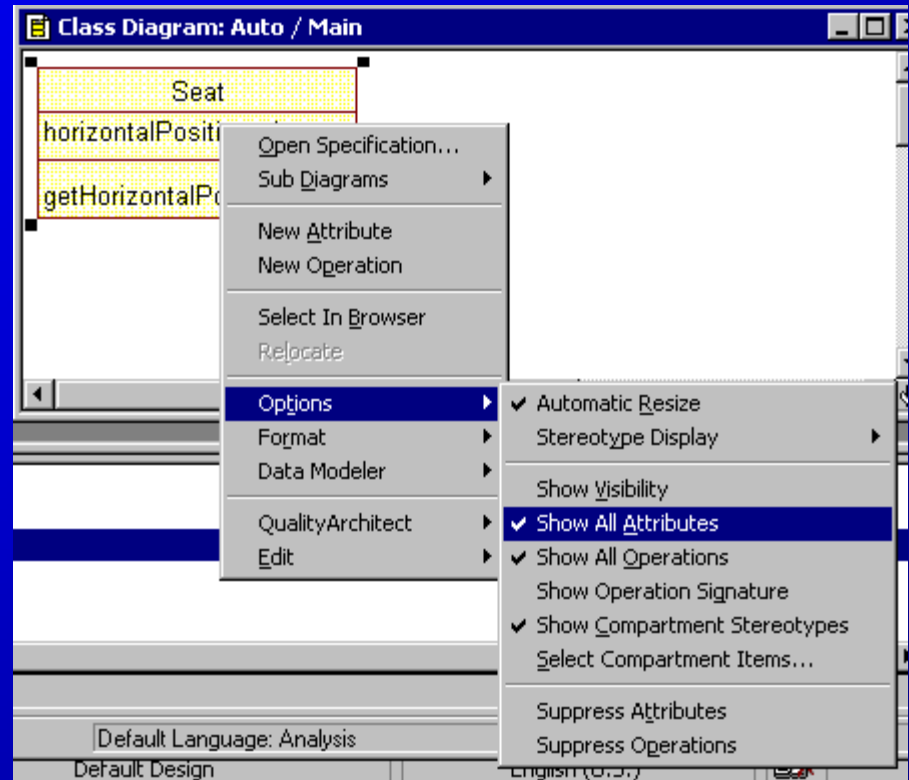 Class Diagram: Auto / Main
Seat
Open Specification...
Sub Diagrams
New Attribute
New Operation
Select In Browser
Relocate
Options
Format
Data Modeler
QualityArchitect
Edit
Automatic Resize
Stereotype Display
Show Visibility
Show All Attributes
Show All Operations
Show Operation Signature
Show Compartment Stereotypes
Select Compartment Items...
Suppress Attributes
Suppress Operations
Default Language: Analysis
Default Design
English (U.S.)